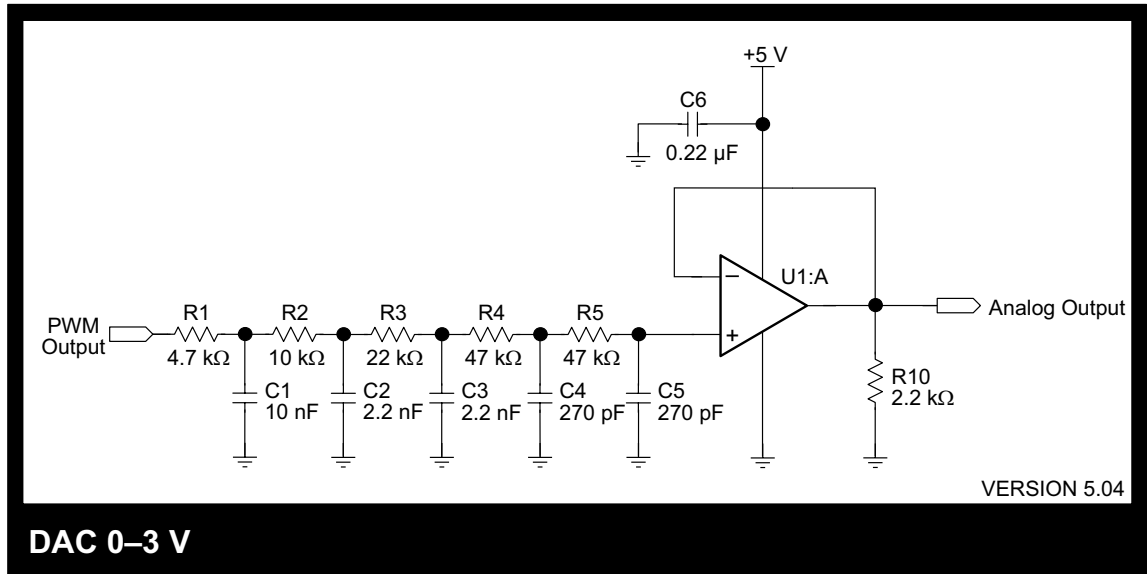 +5 V
C6
0.22 µF
U1:A
−
+
Analog Output
PWM
Output
R1
4.7 kΩ
R2
10 kΩ
R3
22 kΩ
R4
47 kΩ
R5
47 kΩ
C1
10 nF
C2
2.2 nF
C3
2.2 nF
C4
270 pF
C5
270 pF
R10
2.2 kΩ
VERSION 5.04
DAC 0–3 V